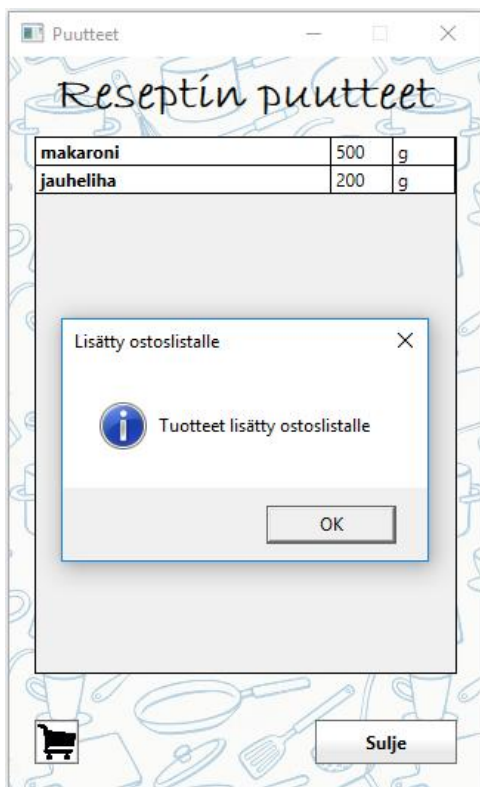 Puutteet
Reseptin puutteet
makaroni 500 g
jauheliha 200 g
Lisätty ostoslistalle
Tuotteet lisätty ostoslistalle
OK
Sulje